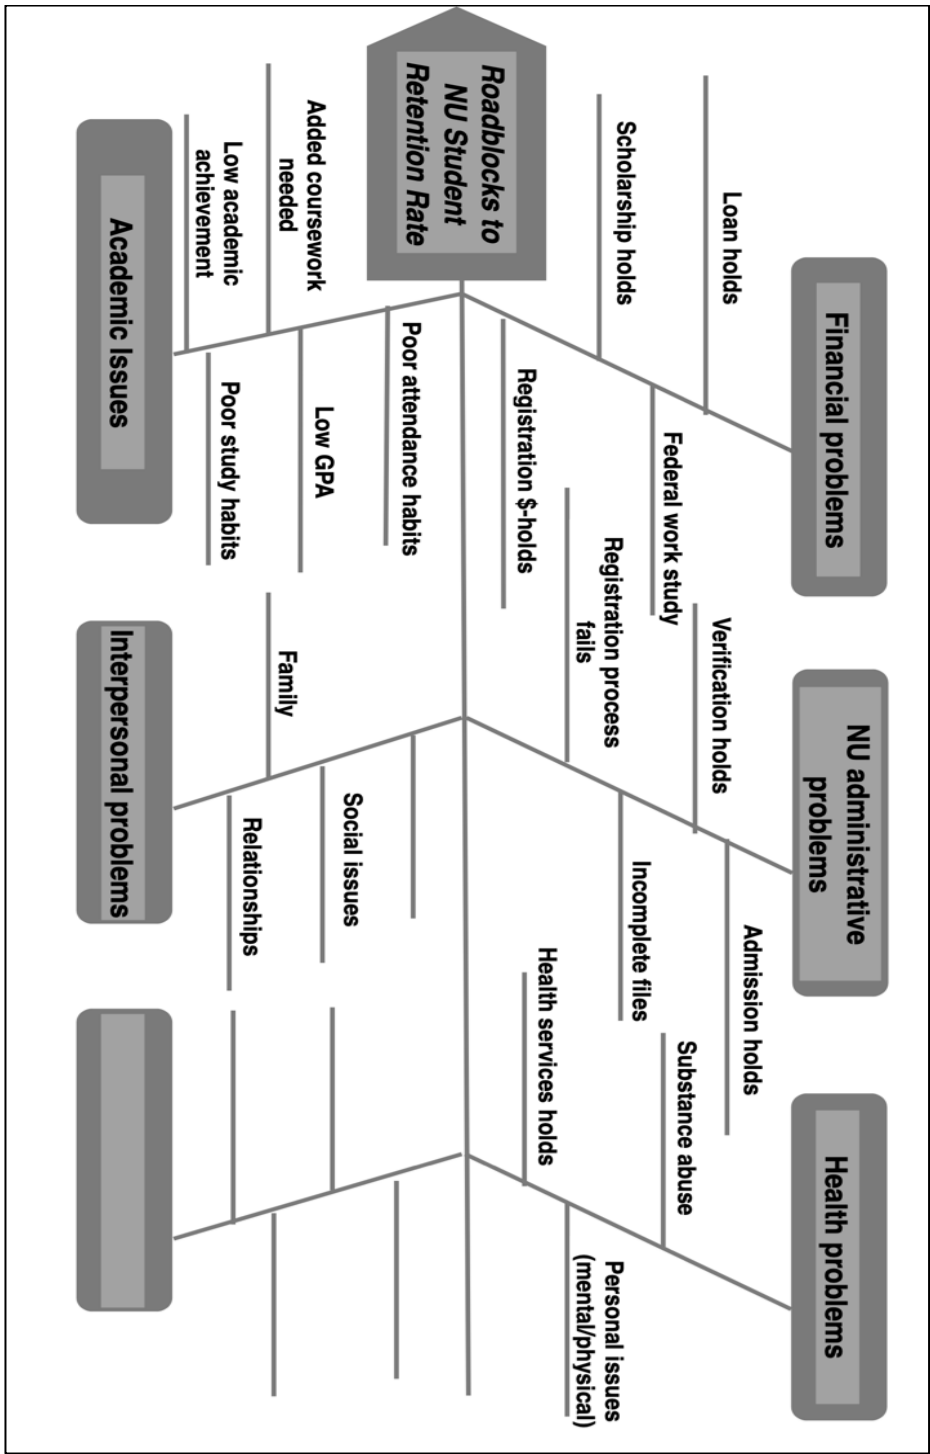 Roadblocks to
NU Student
Retention Rate
Financial problems
Loan holds
Scholarship holds
Federal work study
Registration $-holds
NU administrative
problems
Verification holds
Registration process
fails
Admission holds
Incomplete files
Health problems
Substance abuse
Health services holds
Personal issues
(mental/physical)
Academic Issues
Added coursework
needed
Low academic
achievement
Poor attendance habits
Low GPA
Poor study habits
Interpersonal problems
Family
Social issues
Relationships